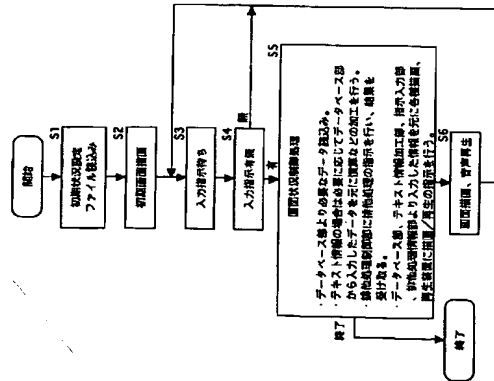 開始
S1
初期状況設定
ファイル読込み
S2
初期画面描画
S3
入力指示待ち
S4
入力指示有無
無
有
S5
画面状況制御処理
・データベース部より必要なデータ読込み。
・テキスト情報の場合は必要に応じてデータベース部
から入力したデータを元に演算などの加工を行う。
・排他処理制御部に排他処理の指示を行い、結果を
受け取る。
・データベース部、テキスト情報加工部、指示入力部
、排他処理情報部より入力した情報を元に各種描画、
再生装置に描画/再生の指示を行う。
終了
終了
S6
画面描画、音声再生